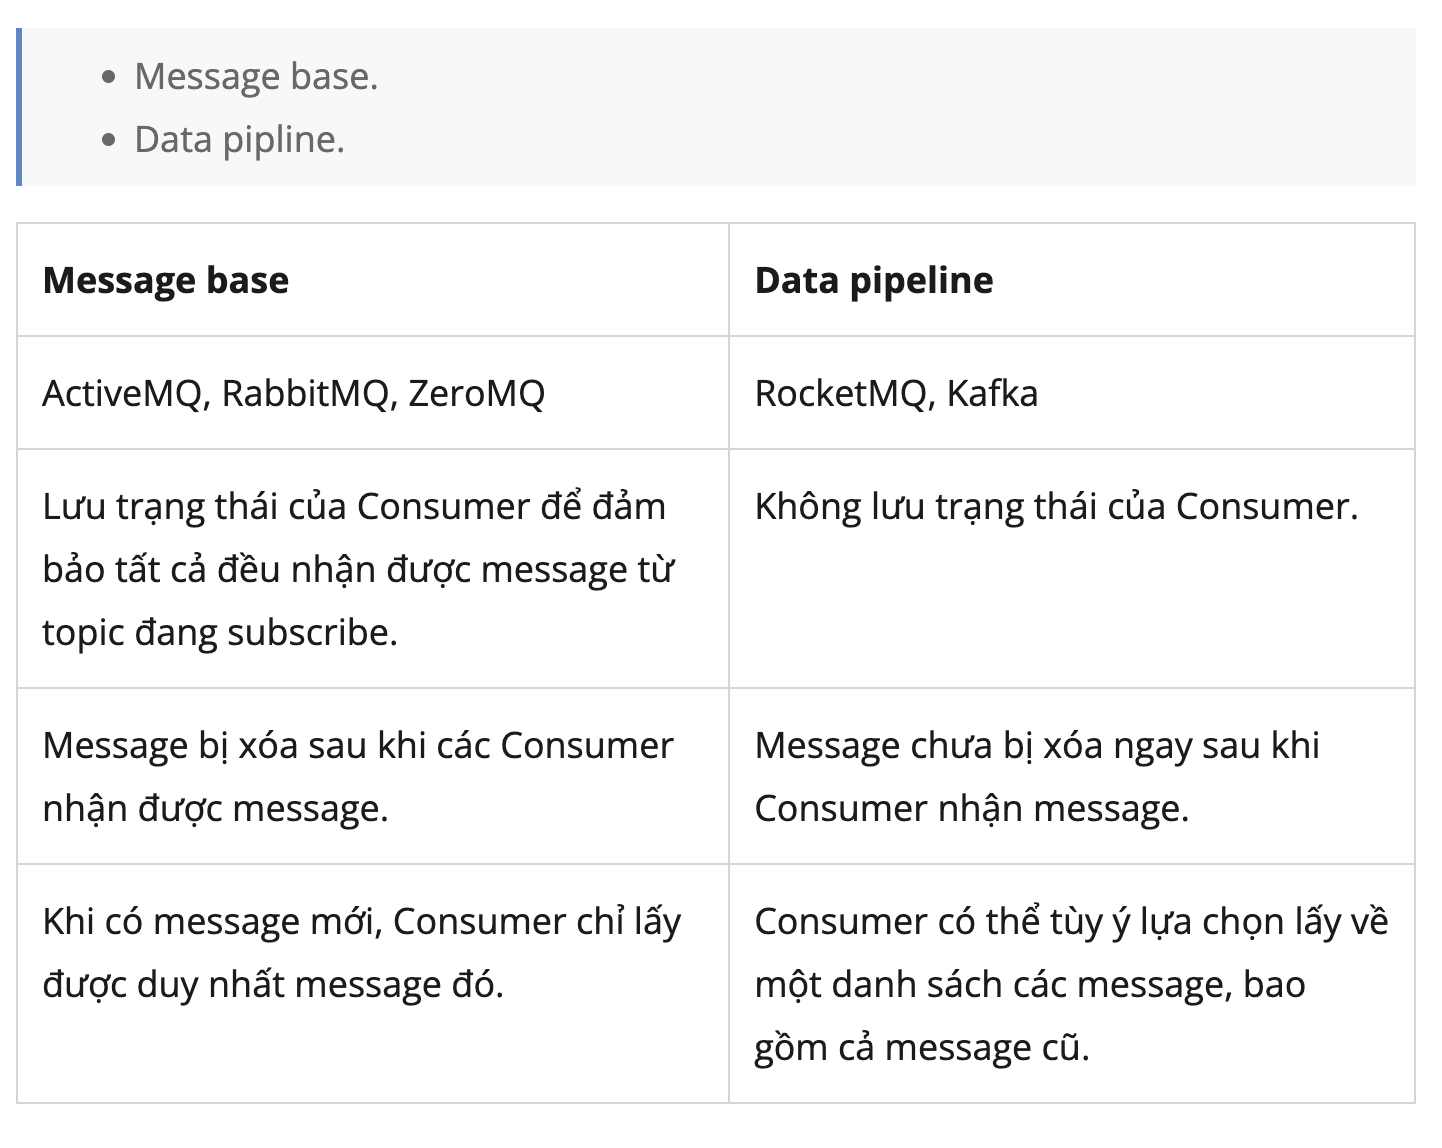 Message base.
Data pipline.
Message base
Data pipeline
ActiveMQ, RabbitMQ, ZeroMQ
RocketMQ, Kafka
Lưu trạng thái của Consumer để đảm
bảo tất cả đều nhận được message từ
topic đang subscribe.
Không lưu trạng thái của Consumer.
Message bị xóa sau khi các Consumer
nhận được message.
Message chưa bị xóa ngay sau khi
Consumer nhận message.
Khi có message mới, Consumer chỉ lấy
được duy nhất message đó.
Consumer có thể tùy ý lựa chọn lấy về
một danh sách các message, bao
gồm cả message cũ.